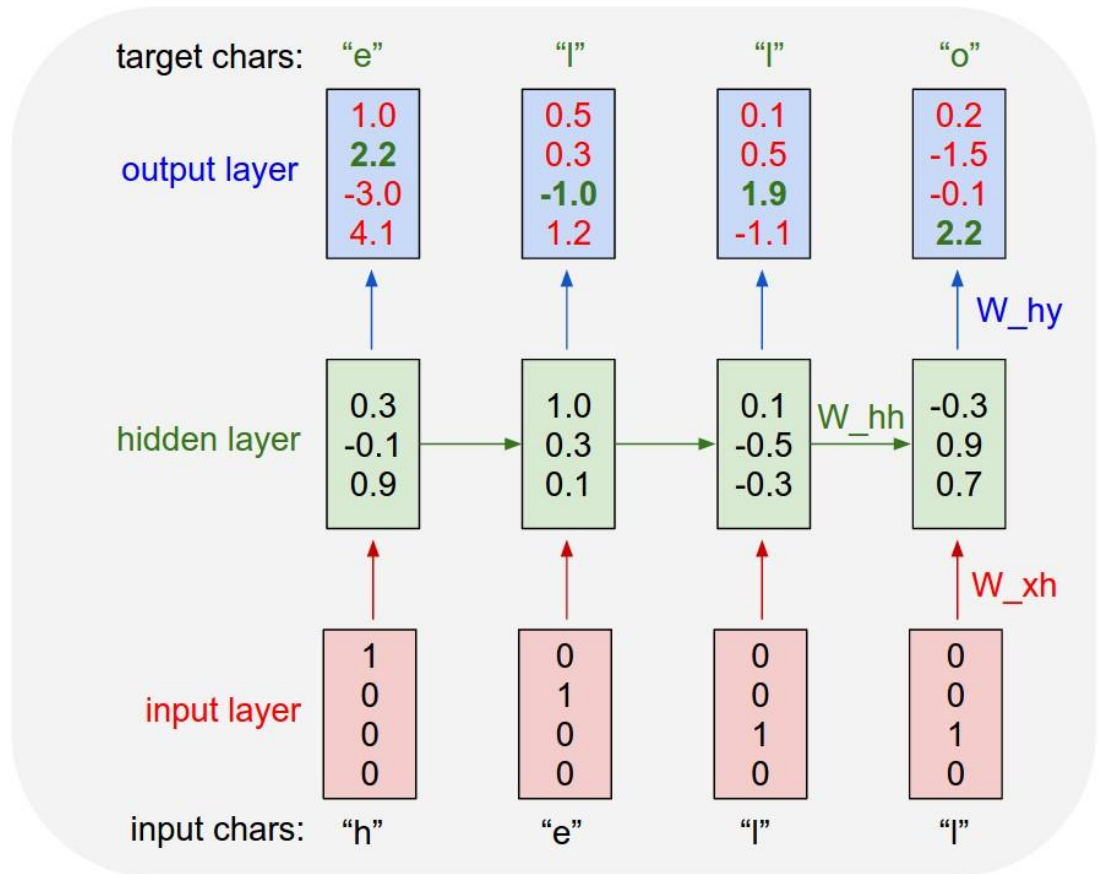 target chars: “e” “l” “l” “o”
1.0 0.5 0.1 0.2
output layer 2.2 0.3 0.5 -1.5
-3.0 -1.0 1.9 -0.1
4.1 1.2 -1.1 2.2
W_hy
0.3 1.0 0.1 W_hh -0.3
hidden layer -0.1 0.3 -0.5 0.9
0.9 0.1 -0.3 0.7
W_xh
1 0 0 0
input layer 0 1 0 0
0 0 1 1
0 0 0 0
input chars: “h” “e” “l” “l”